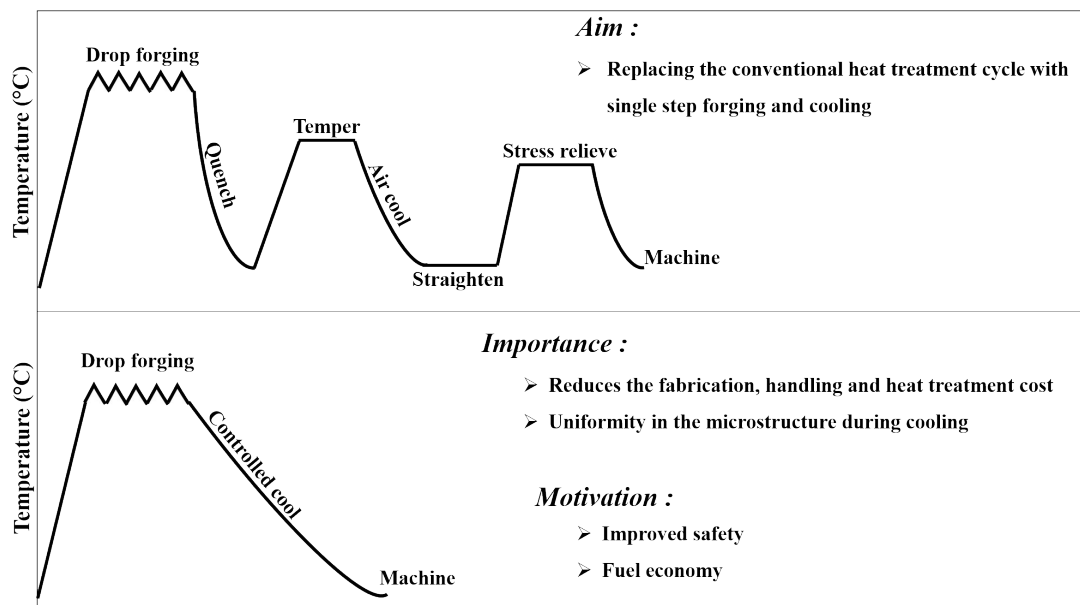 Aim :
Drop forging
➢ Replacing the conventional heat treatment cycle with
single step forging and cooling
Temperature (°C)
Temper
Quench
Stress relieve
Air cool
Machine
Straighten
Importance :
Drop forging
➢ Reduces the fabrication, handling and heat treatment cost
➢ Uniformity in the microstructure during cooling
Temperature (°C)
Controlled cool
Motivation :
➢ Improved safety
➢ Fuel economy
Machine